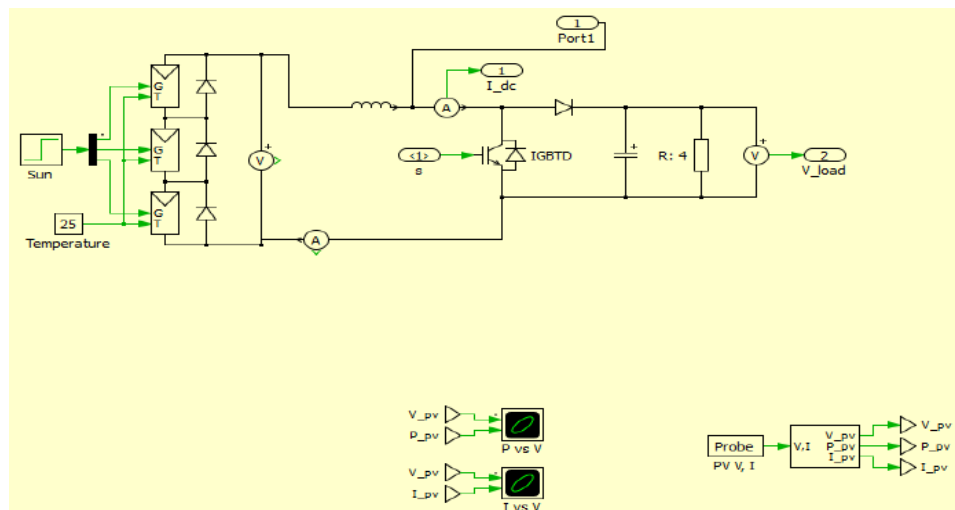 1
Port1
1
I_dc
G
T
A
Sun
G
T
V
<1>
s
IGBTD
R: 4
V
2
V_load
G
T
25
Temperature
A
V_pv
P_pv
P vs V
V_pv
I_pv
I vs V
Probe
PV V, I
V,I
V_pv
P_pv
I_pv
V_pv
P_pv
I_pv